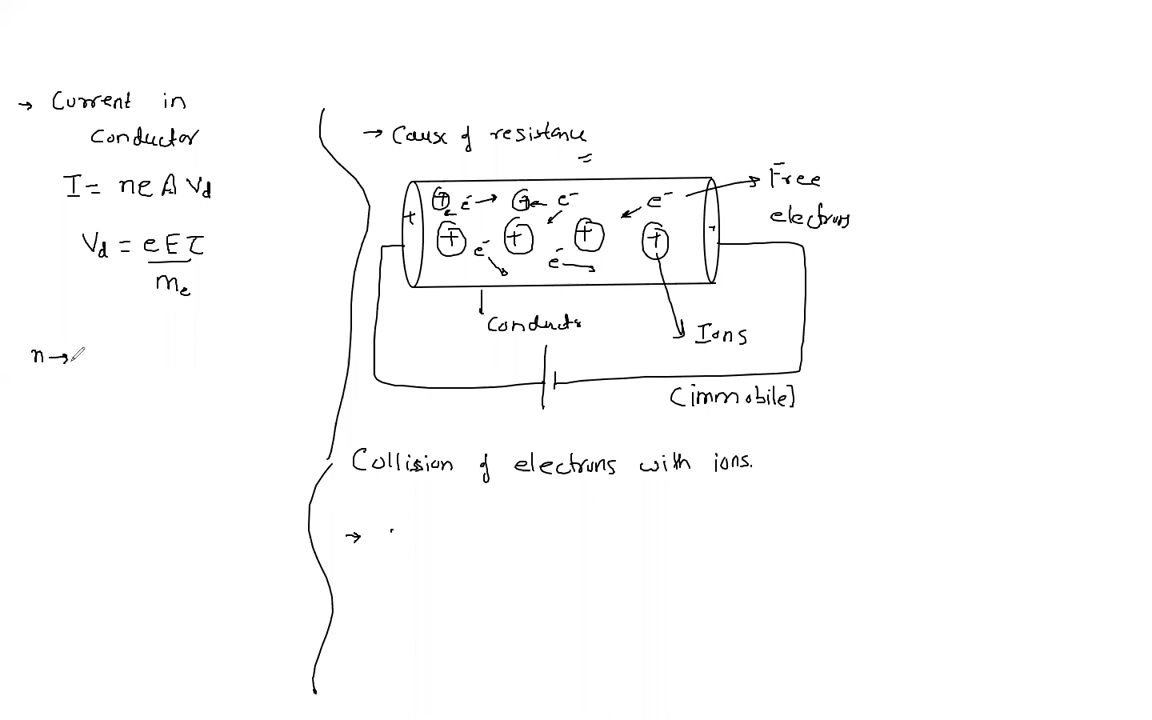 → Current in
Conductor
I = neAVd
Vd = eEτ
me
n →
→ Cause of resistance
+ e⁻ → + e⁻ e⁻
Free
electrons
+ + + + +
e⁻ e⁻
Conductor
Ions
(immobile)
Collision of electrons with ions.
→